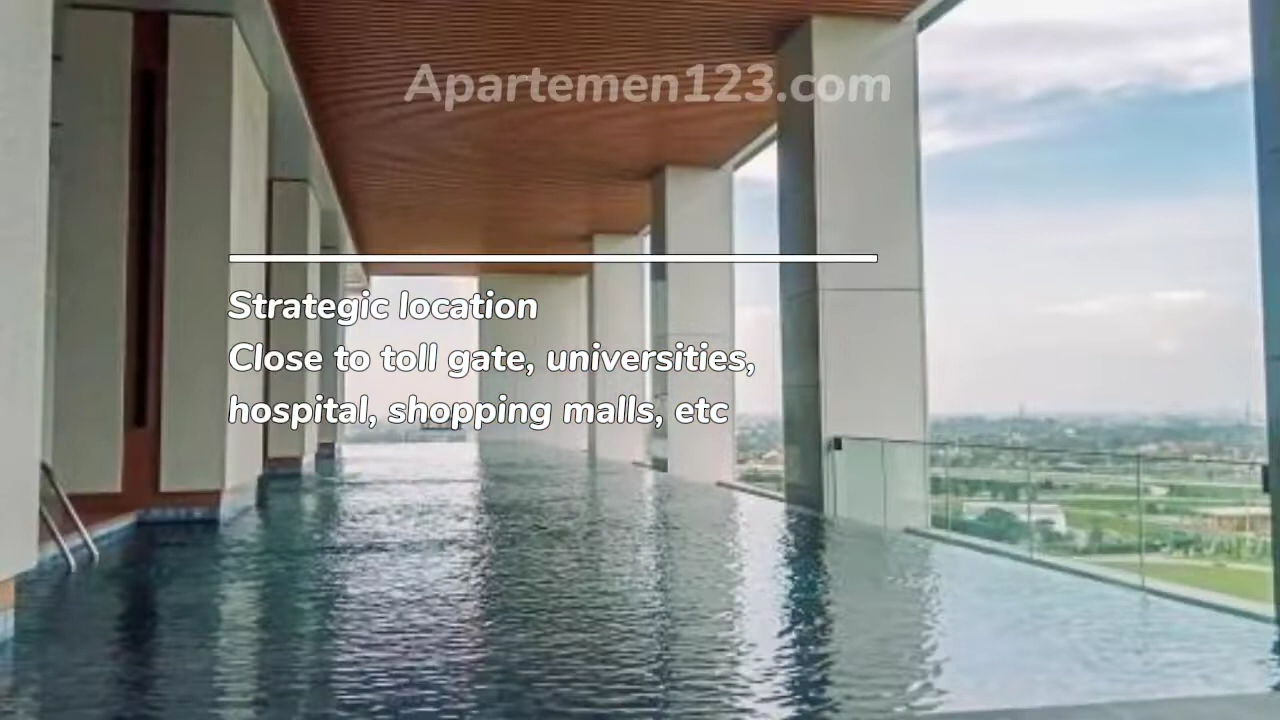 Apartemen123.com
Strategic location
Close to toll gate, universities,
hospital, shopping malls, etc